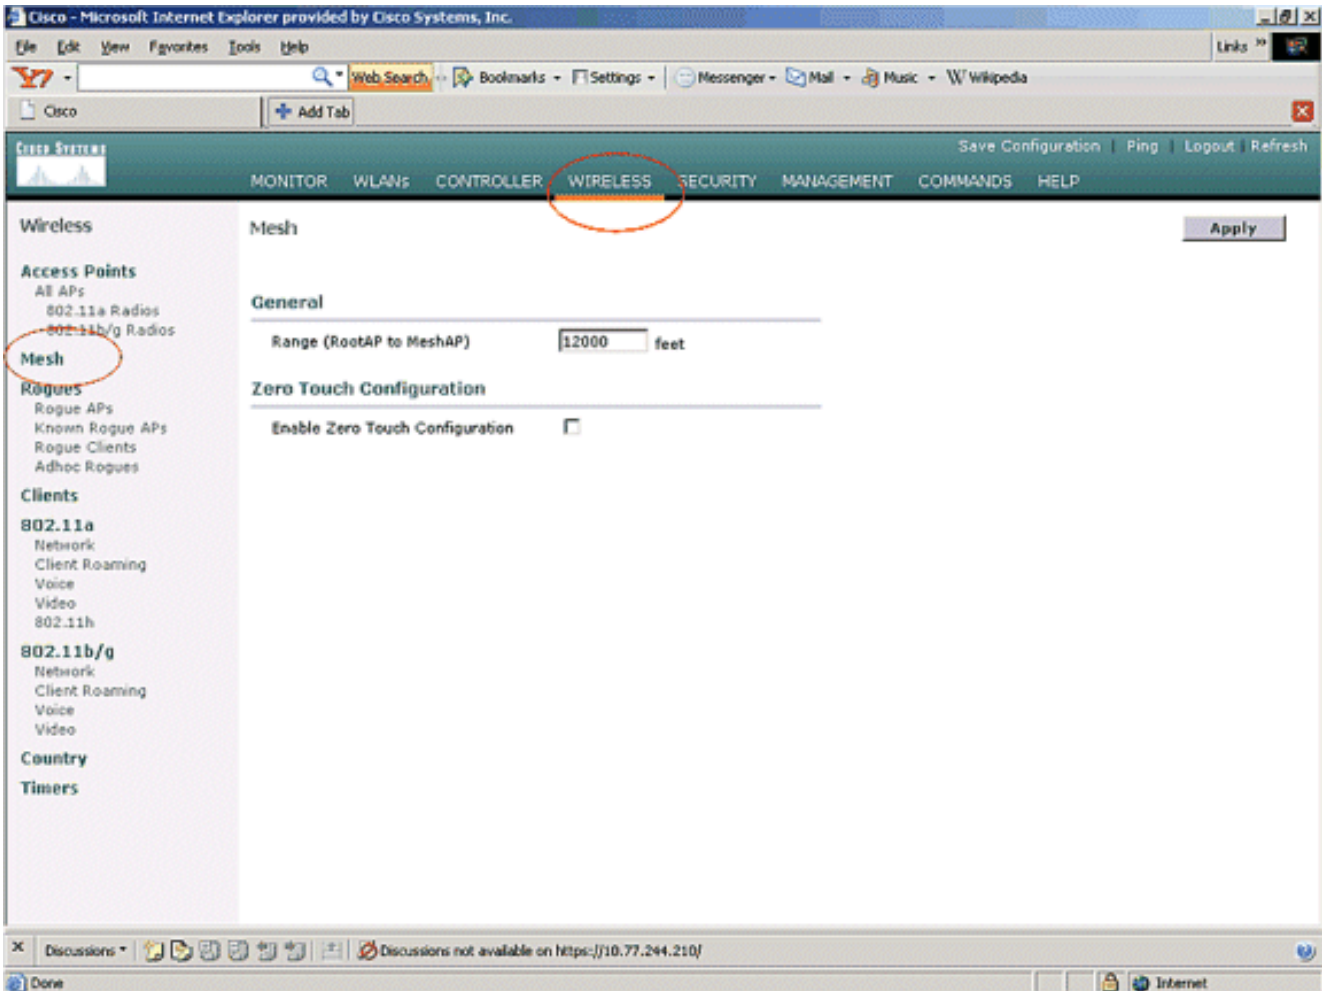 Cisco - Microsoft Internet Explorer provided by Cisco Systems, Inc.
File Edit View Favorites Tools Help
Links »
Y7 - Web Search Bookmarks Settings Messenger Mail Music W Wikipedia
Cisco Add Tab
CISCO SYSTEMS
Save Configuration | Ping | Logout | Refresh
MONITOR WLANs CONTROLLER WIRELESS SECURITY MANAGEMENT COMMANDS HELP
Wireless
Access Points
All APs
802.11a Radios
802.11b/g Radios
Mesh
Rogues
Rogue APs
Known Rogue APs
Rogue Clients
Adhoc Rogues
Clients
802.11a
Network
Client Roaming
Voice
Video
802.11h
802.11b/g
Network
Client Roaming
Voice
Video
Country
Timers
Mesh
Apply
General
Range (RootAP to MeshAP) 12000 feet
Zero Touch Configuration
Enable Zero Touch Configuration
Discussions Discussions not available on https://10.77.244.210/
Done Internet